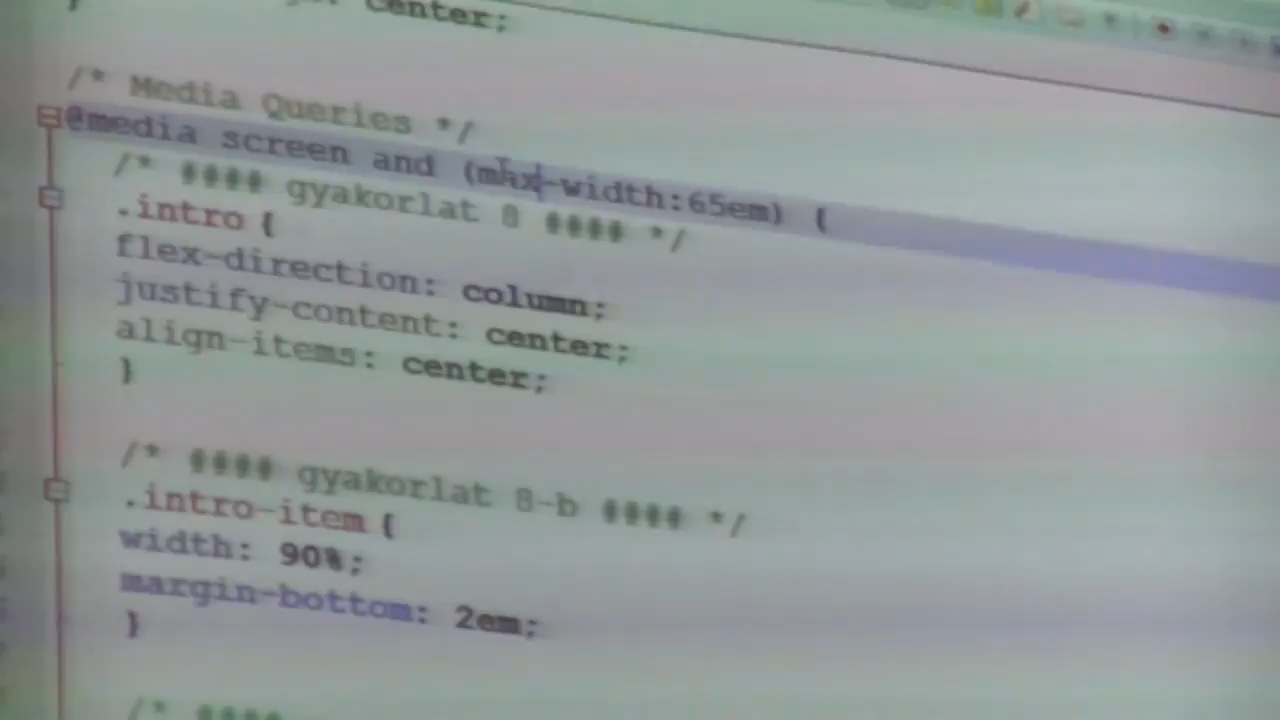 center;
/* Media Queries */
@media screen and (max-width:65em) {
/* #### gyakorlat 8 #### */
.intro {
flex-direction: column;
justify-content: center;
align-items: center;
}
/* #### gyakorlat 8-b #### */
.intro-item {
width: 90%;
margin-bottom: 2em;
}
/* ####